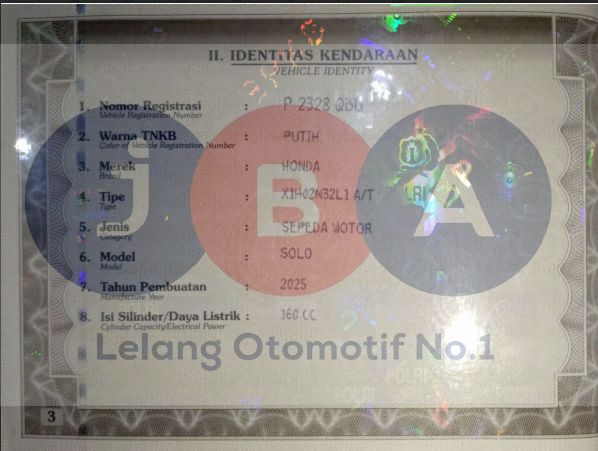 II. IDENTITAS KENDARAAN
VEHICLE IDENTITY
1. Nomor Registrasi : P 2328 QBU
Vehicle Registration Number
2. Warna TNKB : PUTIH
Color of Vehicle Registration Number
3. Merek : HONDA
Brand
4. Tipe : X1H02N32L1 A/T
Type
5. Jenis : SEPEDA MOTOR
Category
6. Model : SOLO
Model
7. Tahun Pembuatan : 2025
Manufacture Year
8. Isi Silinder/Daya Listrik : 160 CC
Cylinder Capacity/Electrical Power
JBA
Lelang Otomotif No.1
POLRI
POLRI
3